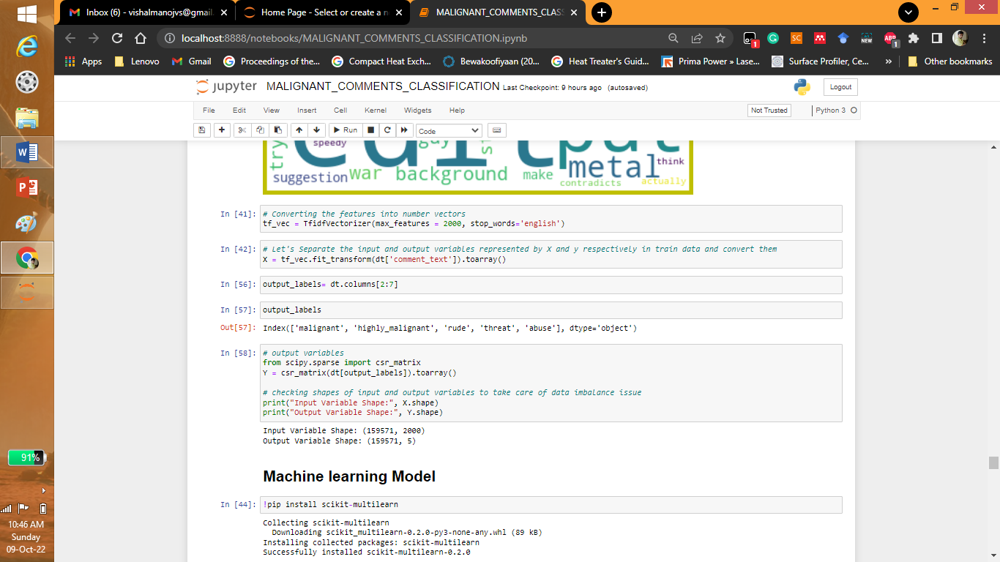 Inbox (6) - vishalmanojvs@gmail.
Home Page - Select or create a n
MALIGNANT_COMMENTS_CLASS
localhost:8888/notebooks/MALIGNANT_COMMENTS_CLASSIFICATION.ipynb
Apps
Lenovo
Gmail
Proceedings of the...
Compact Heat Exch...
Bewakoofiyaan (20...
Heat Treater's Guid...
Prima Power » Lase...
Surface Profiler, Ce...
»
Other bookmarks
jupyter MALIGNANT_COMMENTS_CLASSIFICATION Last Checkpoint: 9 hours ago (autosaved)
Logout
File Edit View Insert Cell Kernel Widgets Help
Not Trusted
Python 3
Run
Code
try
speedy
suggestion war background make metal think
contradicts actually
In [41]: # Converting the features into number vectors
tf_vec = TfidfVectorizer(max_features = 2000, stop_words='english')
In [42]: # Let's Separate the input and output variables represented by X and y respectively in train data and convert them
X = tf_vec.fit_transform(dt['comment_text']).toarray()
In [56]: output_labels= dt.columns[2:7]
In [57]: output_labels
Out[57]: Index(['malignant', 'highly_malignant', 'rude', 'threat', 'abuse'], dtype='object')
In [58]: # output variables
from scipy.sparse import csr_matrix
Y = csr_matrix(dt[output_labels]).toarray()
# checking shapes of input and output variables to take care of data imbalance issue
print("Input Variable Shape:", X.shape)
print("Output Variable Shape:", Y.shape)
Input Variable Shape: (159571, 2000)
Output Variable Shape: (159571, 5)
Machine learning Model
In [44]: !pip install scikit-multilearn
Collecting scikit-multilearn
Downloading scikit_multilearn-0.2.0-py3-none-any.whl (89 kB)
Installing collected packages: scikit-multilearn
Successfully installed scikit-multilearn-0.2.0
91%
10:46 AM
Sunday
09-Oct-22